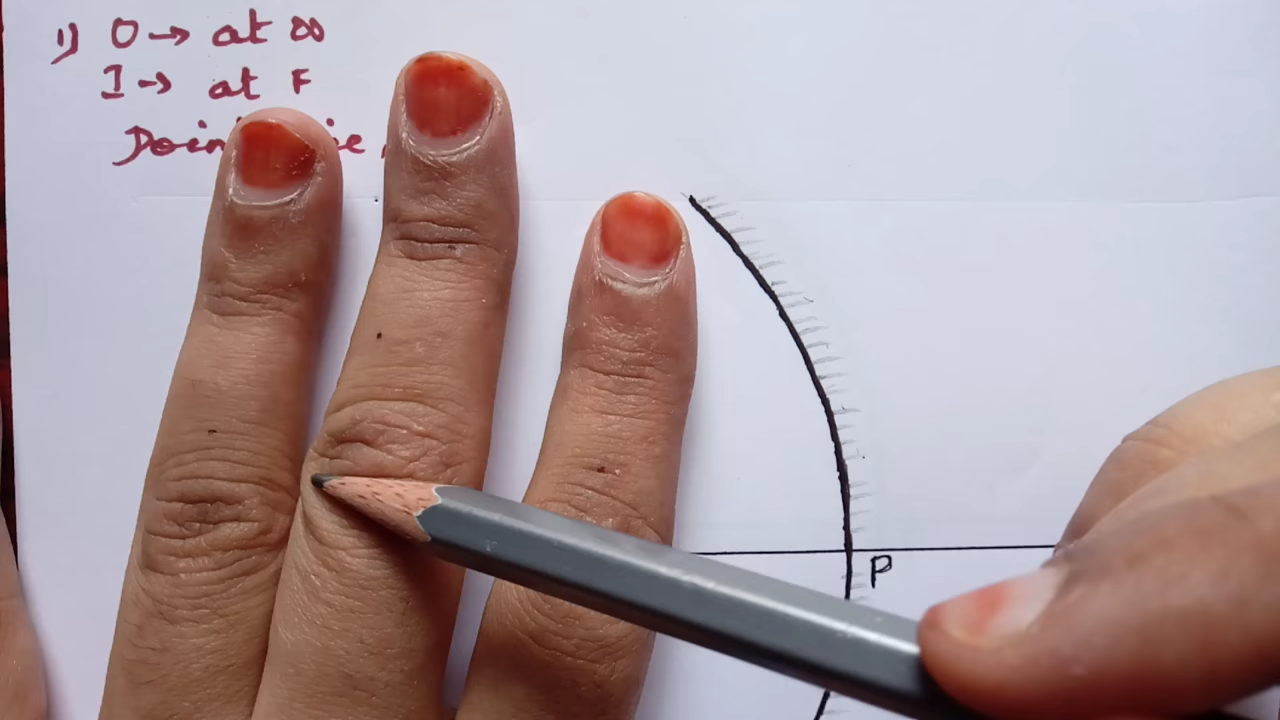 1) O → at ∞
I → at F
P